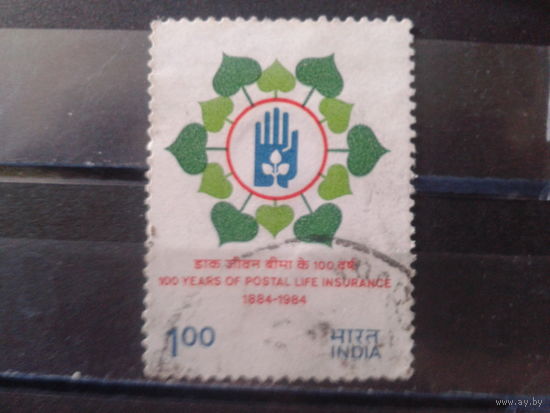 डाक जीवन बीमा के 100 वर्ष
100 YEARS OF POSTAL LIFE INSURANCE
1884-1984
1.00
भारत
INDIA
© www.ay.by